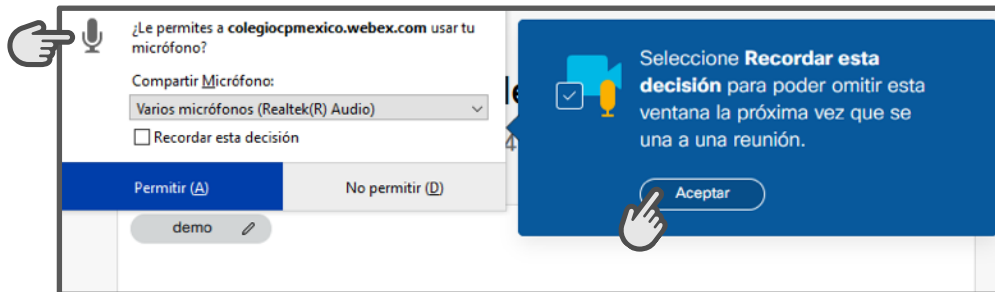 ¿Le permites a colegiocpmexico.webex.com usar tu
micrófono?
Compartir Micrófono:
Varios micrófonos (Realtek(R) Audio)
Recordar esta decisión
Permitir (A)
No permitir (D)
Seleccione Recordar esta
decisión para poder omitir esta
ventana la próxima vez que se
una a una reunión.
Aceptar
demo